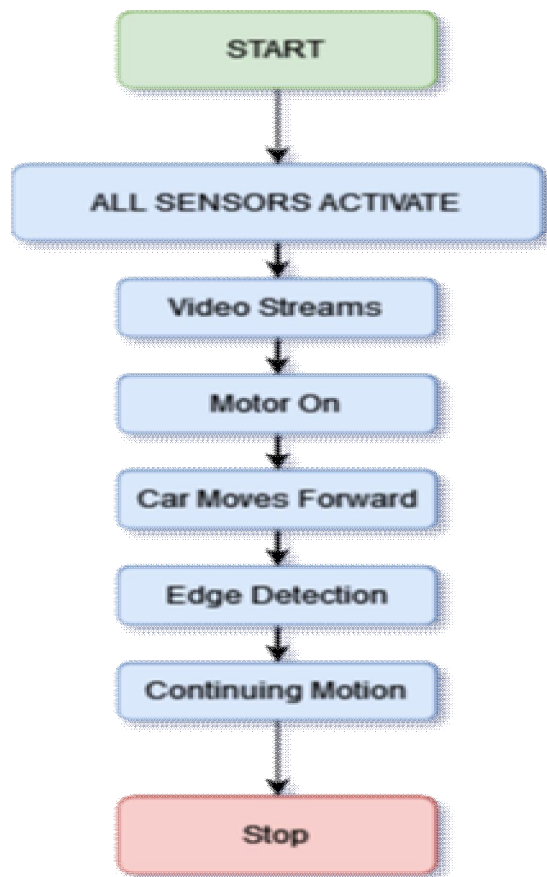 START
ALL SENSORS ACTIVATE
Video Streams
Motor On
Car Moves Forward
Edge Detection
Continuing Motion
Stop